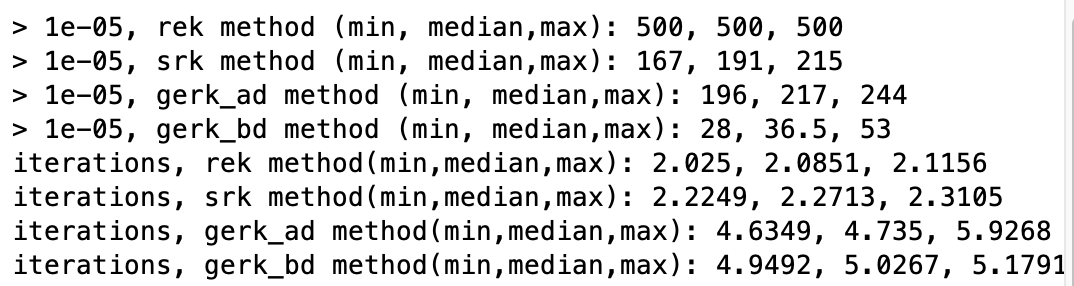 > 1e-05, rek method (min, median,max): 500, 500, 500
> 1e-05, srk method (min, median,max): 167, 191, 215
> 1e-05, gerk_ad method (min, median,max): 196, 217, 244
> 1e-05, gerk_bd method (min, median,max): 28, 36.5, 53
iterations, rek method(min,median,max): 2.025, 2.0851, 2.1156
iterations, srk method(min,median,max): 2.2249, 2.2713, 2.3105
iterations, gerk_ad method(min,median,max): 4.6349, 4.735, 5.9268
iterations, gerk_bd method(min,median,max): 4.9492, 5.0267, 5.1791